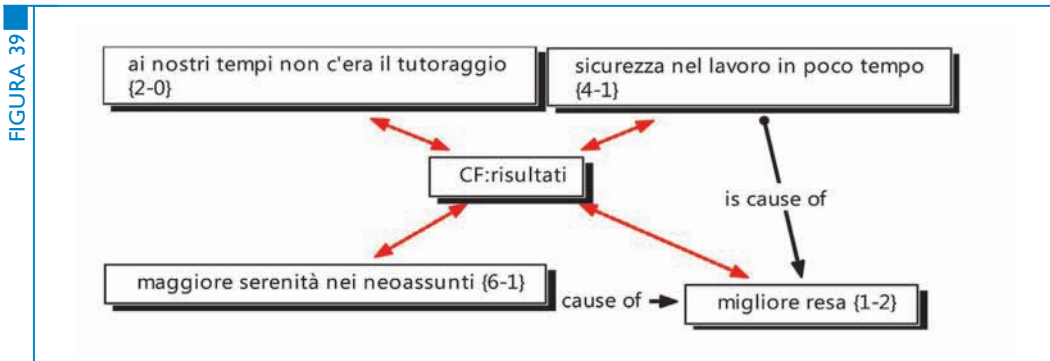 FIGURA 39
ai nostri tempi non c'era il tutoraggio
{2-0}
sicurezza nel lavoro in poco tempo
{4-1}
CF:risultati
is cause of
maggiore serenità nei neoassunti {6-1}
cause of
migliore resa {1-2}